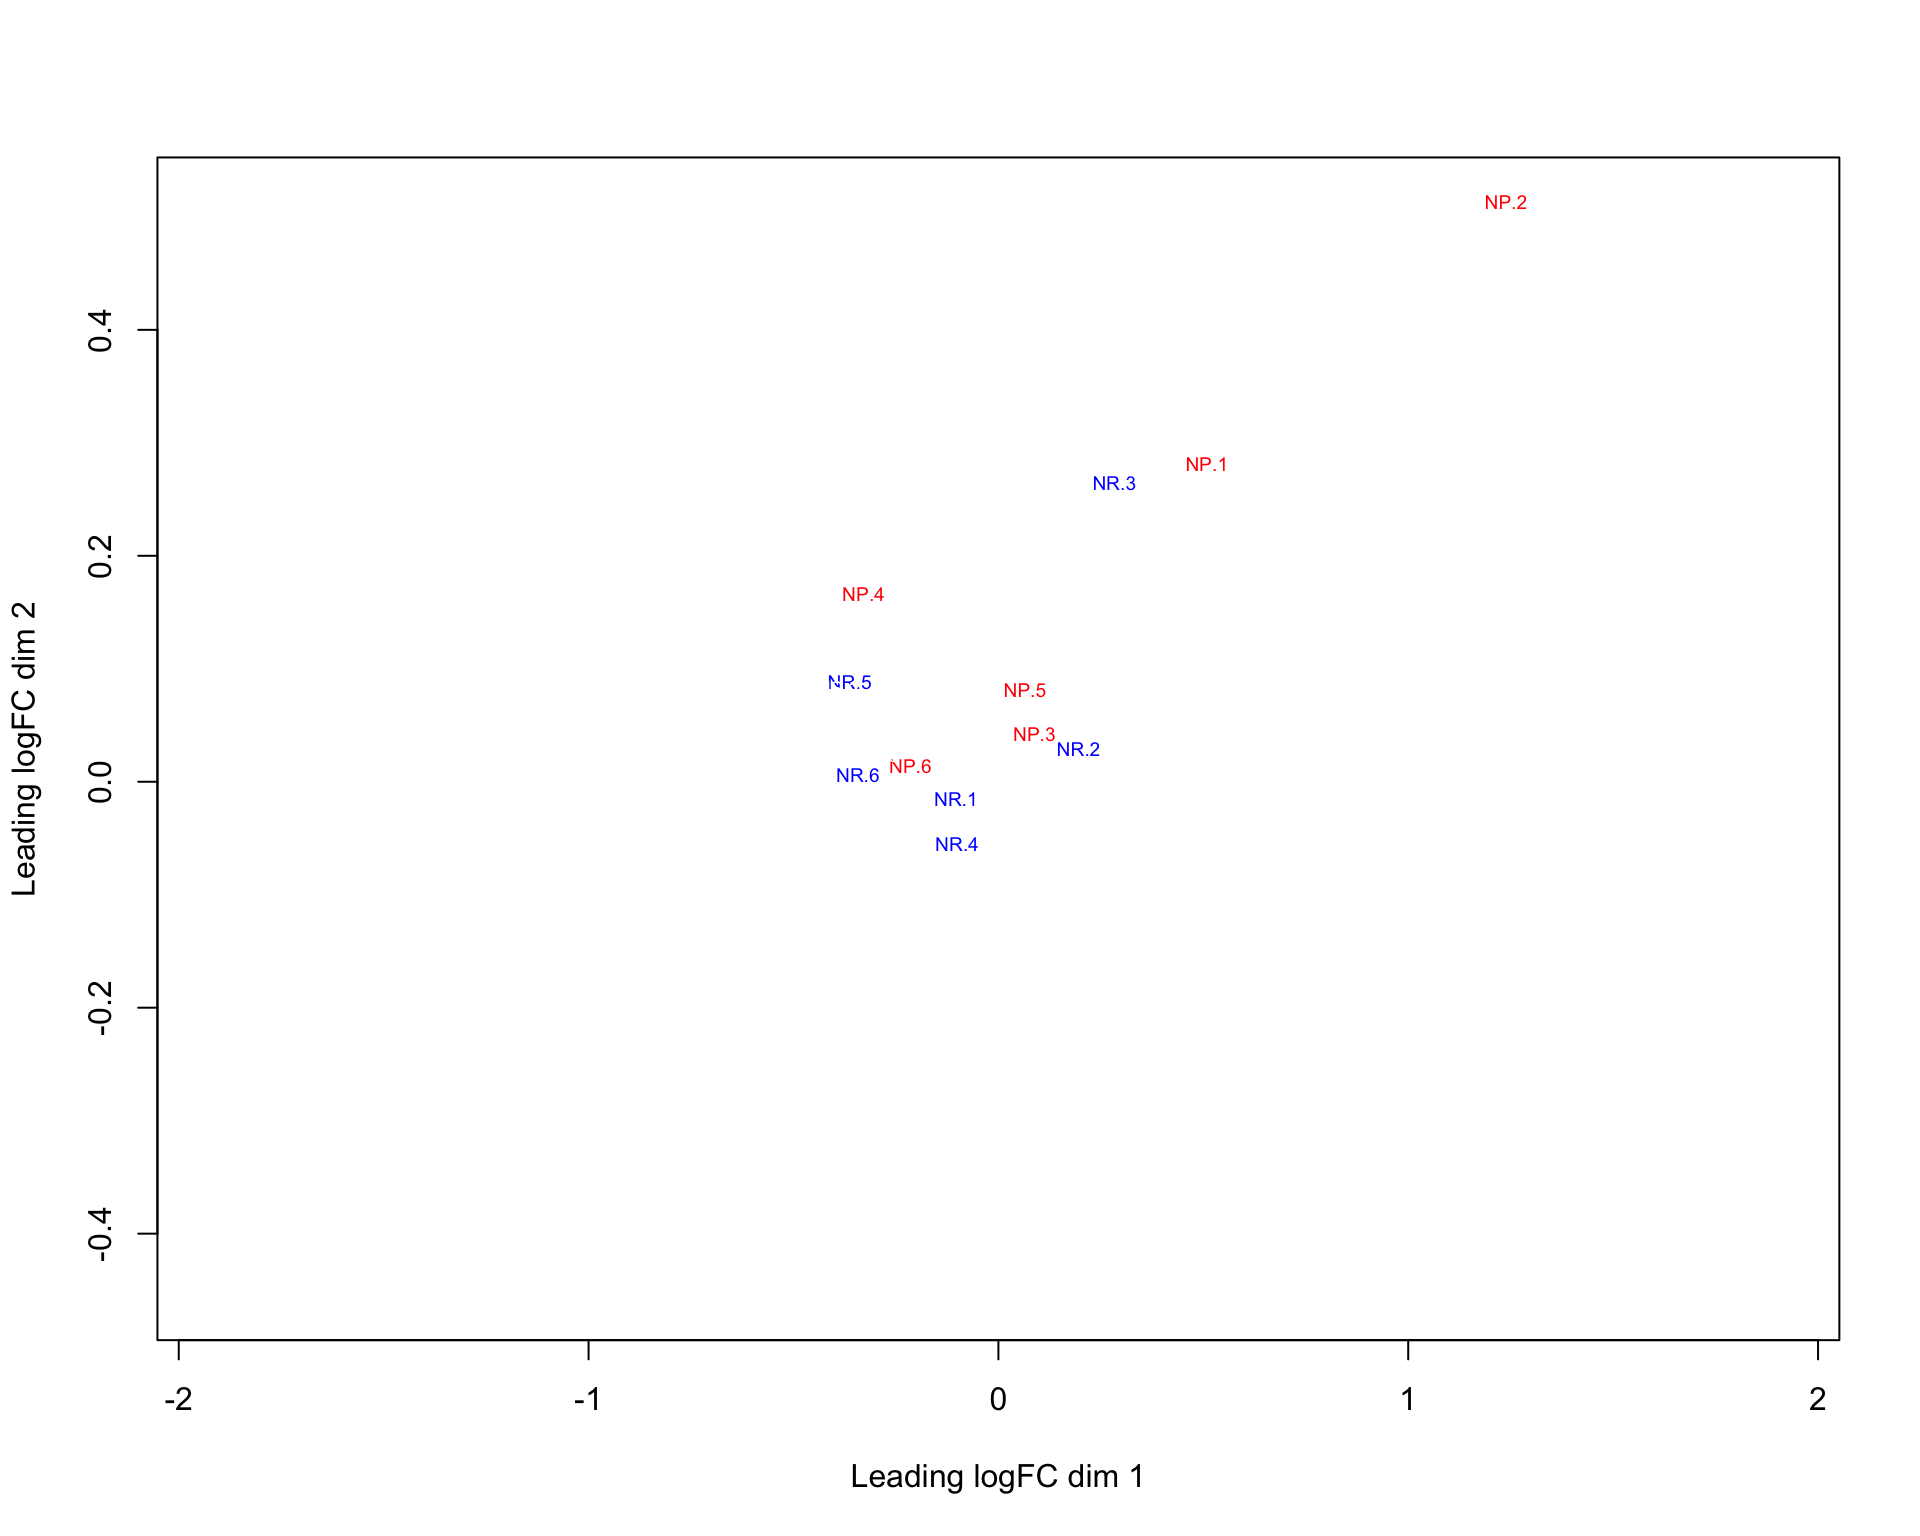 NP.2
0.4
NP.1
NR.3
0.2
NP.4
NR.5
NP.5
NP.3
NR.2
NP.6
NR.6
0.0
NR.1
NR.4
Leading logFC dim 2
-0.2
-0.4
-2 -1 0 1 2
Leading logFC dim 1